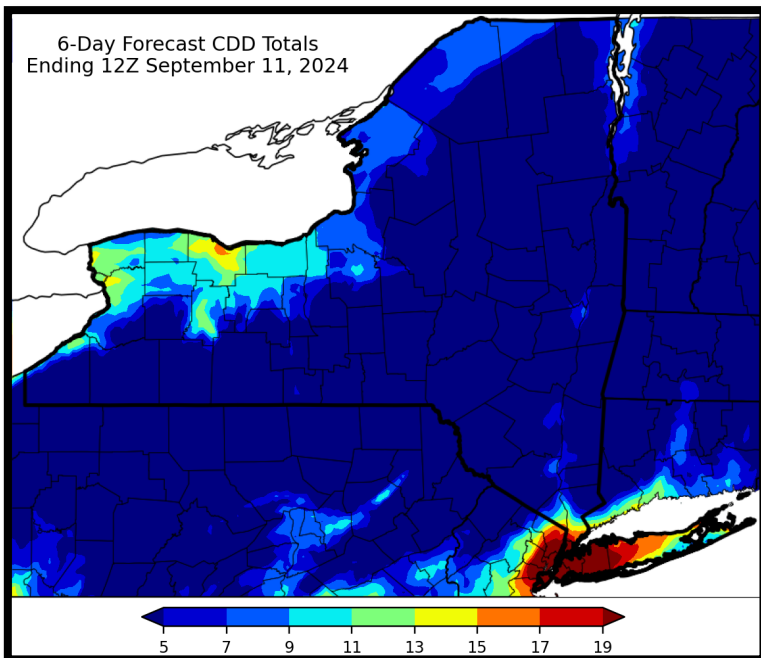 6-Day Forecast CDD Totals
Ending 12Z September 11, 2024
5 7 9 11 13 15 17 19